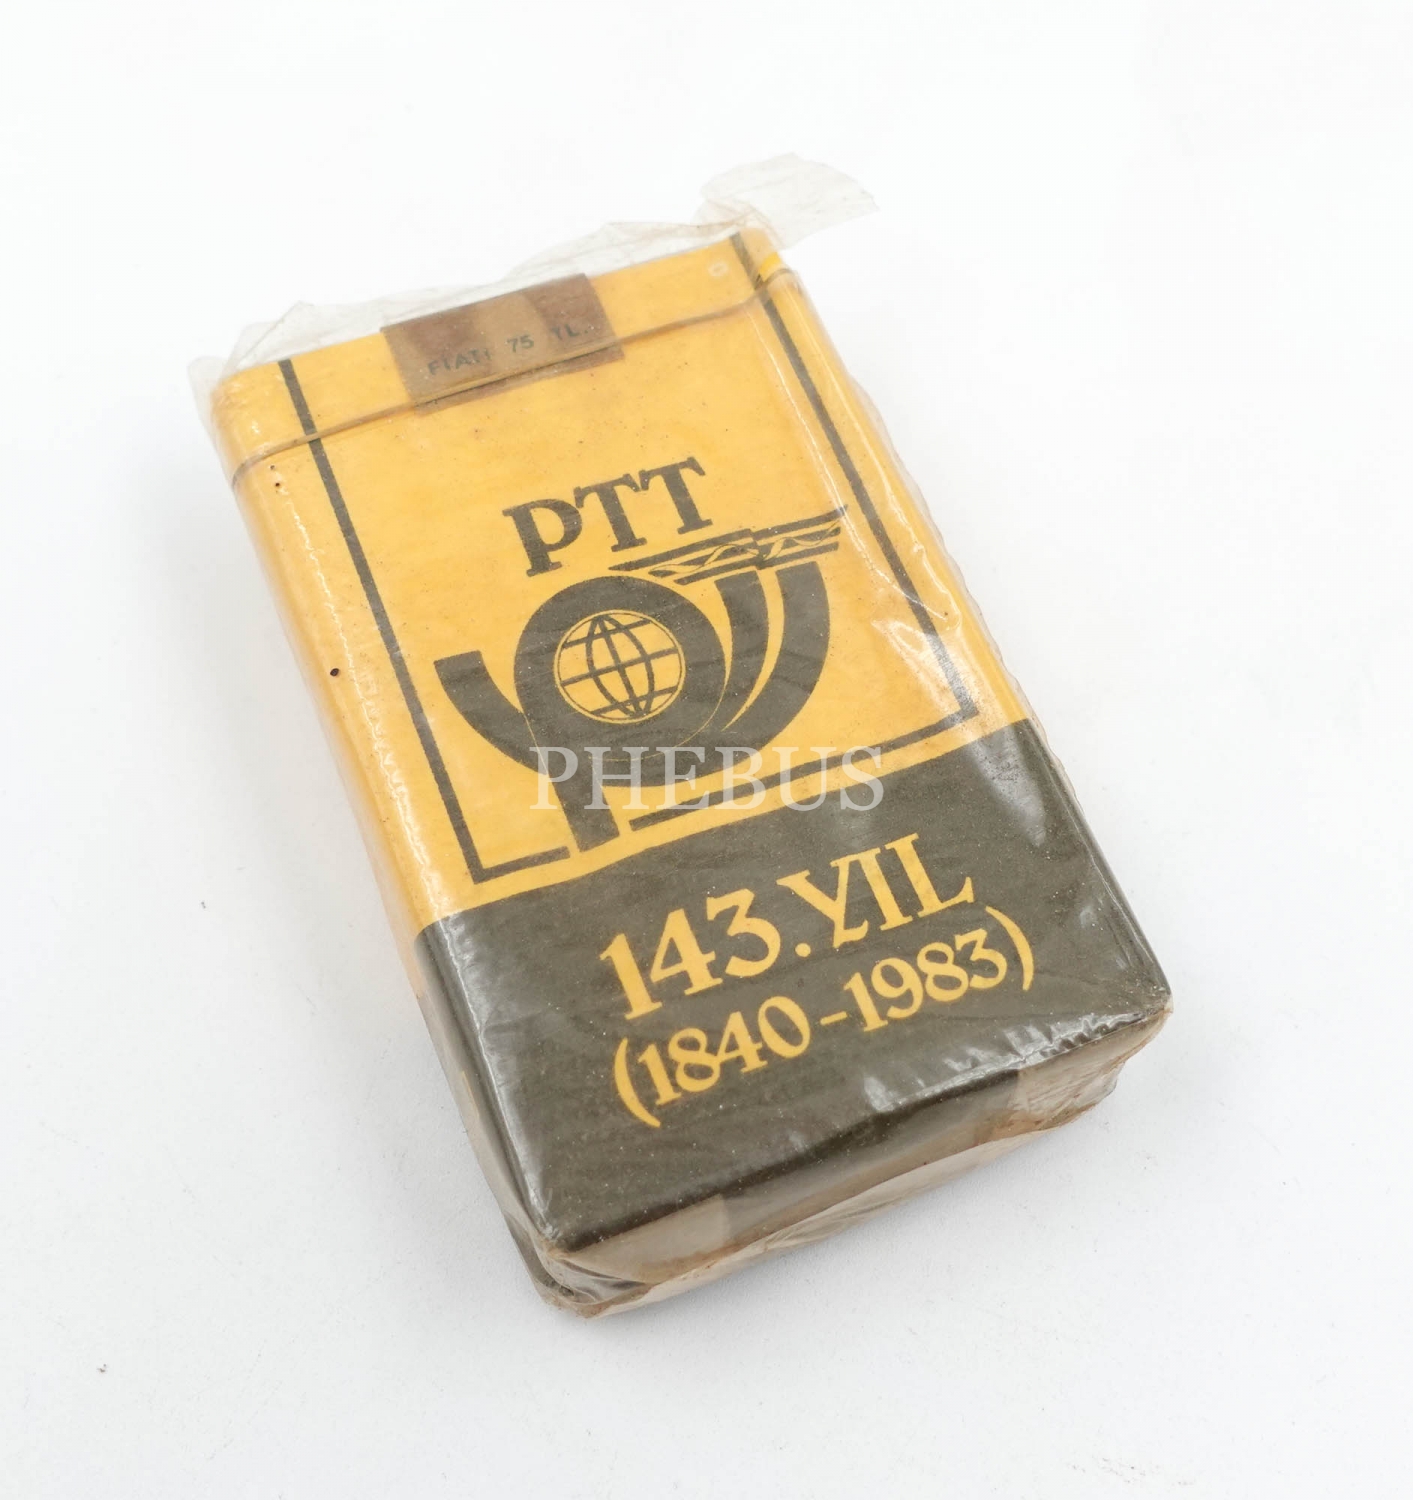 FİATI 75 TL.
PTT
PHEBUS
143.YIL
(1840-1983)